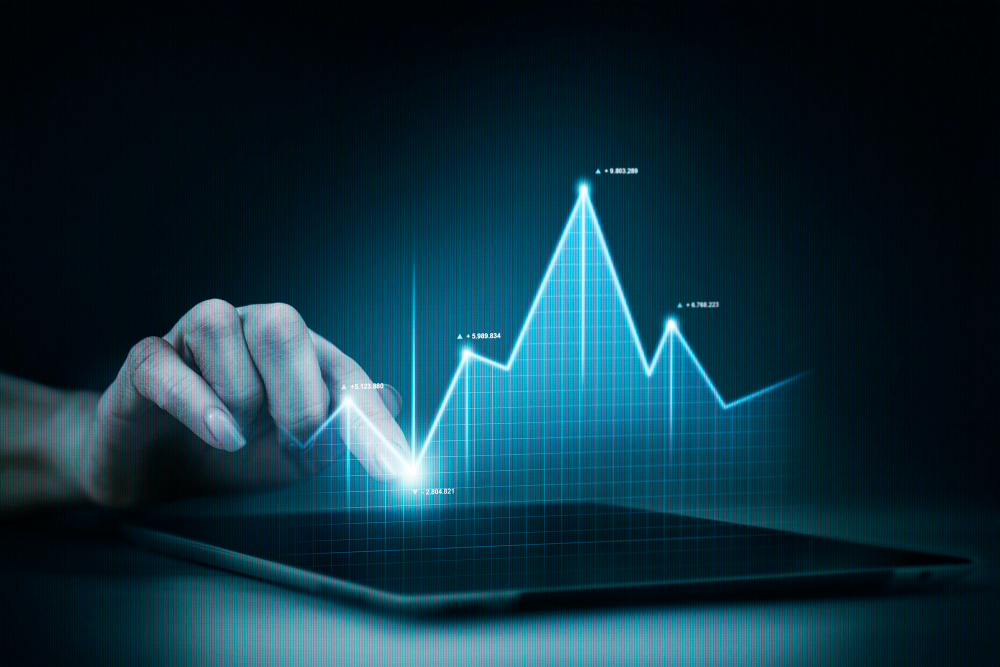 ▲ + 9.803.289
▲ + 6.768.223
▲ + 5.989.834
▲ +5.123.880
▼ - 2.804.821